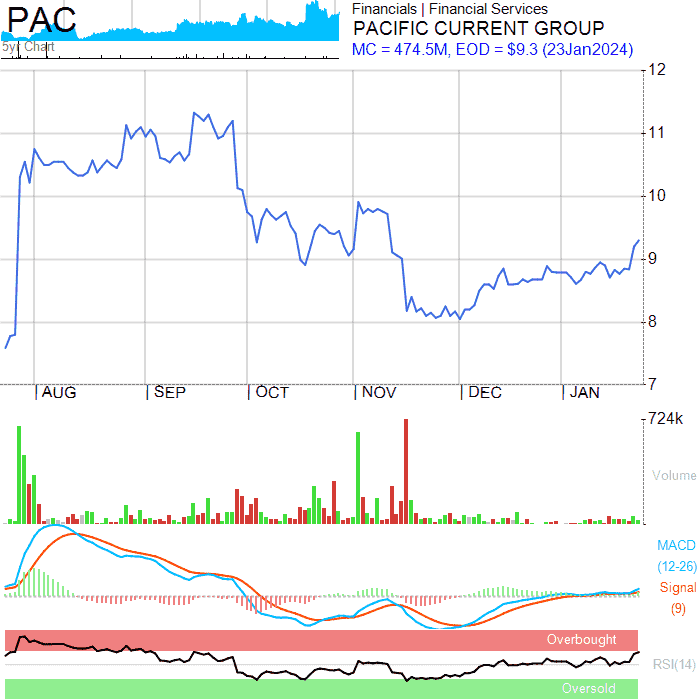 PAC
5yr Chart
Financials | Financial Services
PACIFIC CURRENT GROUP
MC = 474.5M, EOD = $9.3 (23Jan2024)
12
11
10
9
8
7
AUG
SEP
OCT
NOV
DEC
JAN
724k
Volume
MACD
(12-26)
Signal
(9)
Overbought
RSI(14)
Oversold